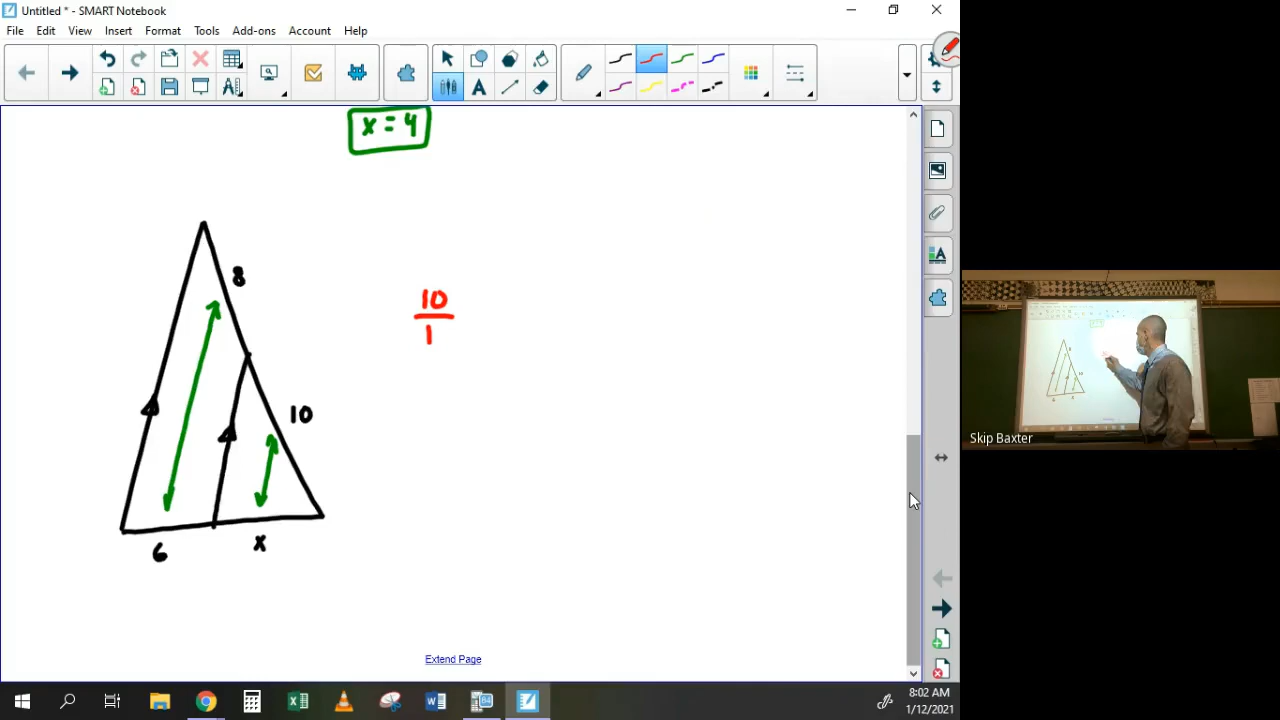 Untitled * - SMART Notebook
File Edit View Insert Format Tools Add-ons Account Help
x = 4
8
10
10
1
6
x
Skip Baxter
Extend Page
8:02 AM
1/12/2021